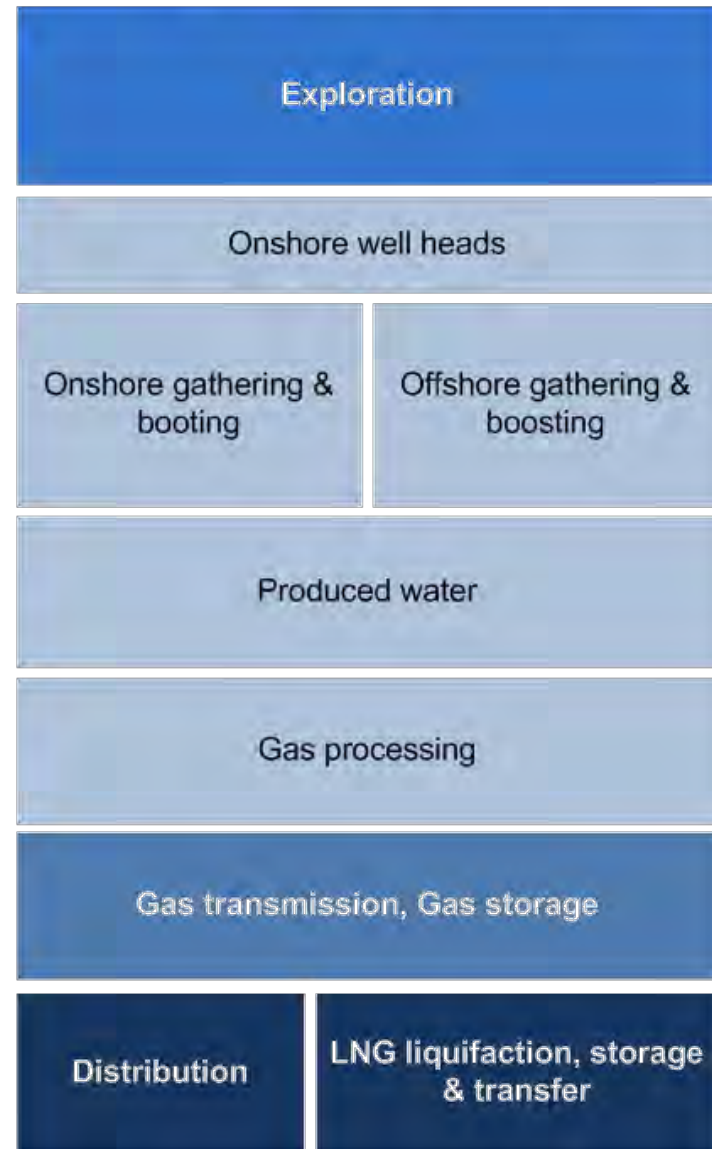 Exploration
Onshore well heads
Onshore gathering &
booting
Offshore gathering &
boosting
Produced water
Gas processing
Gas transmission, Gas storage
Distribution
LNG liquifaction, storage
& transfer